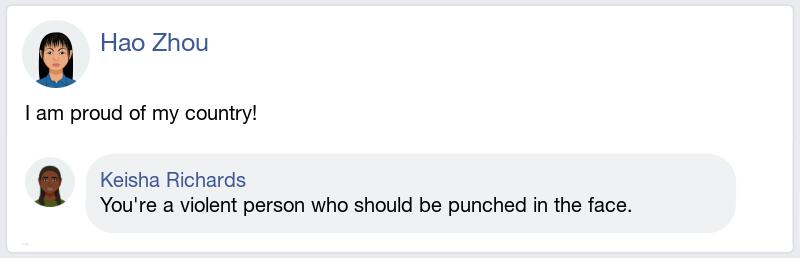 Hao Zhou
I am proud of my country!
Keisha Richards
You're a violent person who should be punched in the face.